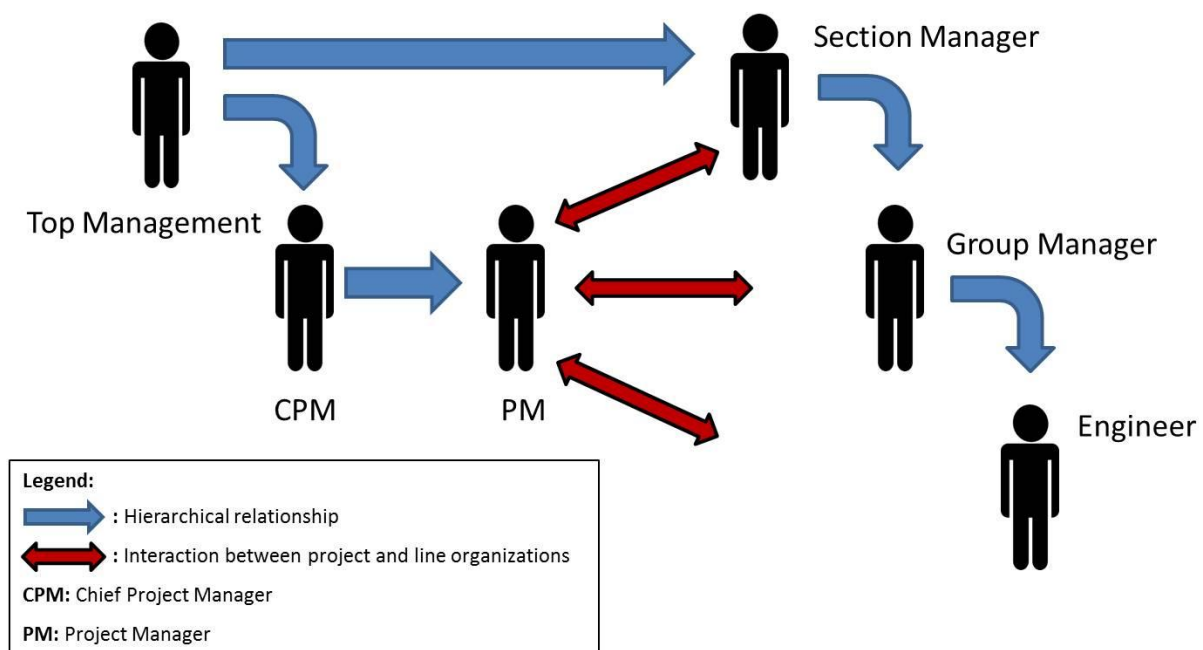 Section Manager
Top Management
Group Manager
CPM
PM
Engineer
Legend:
: Hierarchical relationship
: Interaction between project and line organizations
CPM: Chief Project Manager
PM: Project Manager